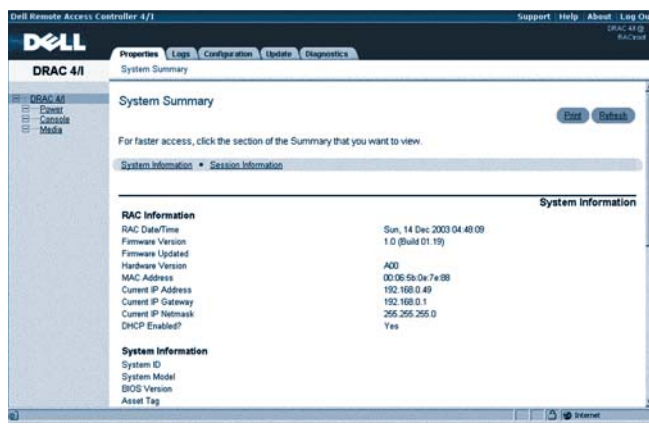 Dell Remote Access Controller 4/I Support Help About Log Ou
DELL
DRAC 4/I @
RAC\root
Properties Logs Configuration Update Diagnostics
DRAC 4/I System Summary
DRAC 4/I
Power
Console
Media
System Summary
Print Refresh
For faster access, click the section of the Summary that you want to view.
System Information • Session Information
System Information
RAC Information
RAC Date/Time Sun, 14 Dec 2003 04:48:09
Firmware Version 1.0 (Build 01.19)
Firmware Updated
Hardware Version A00
MAC Address 00:06:5b:0e:7e:88
Current IP Address 192.168.0.49
Current IP Gateway 192.168.0.1
Current IP Netmask 255.255.255.0
DHCP Enabled? Yes
System Information
System ID
System Model
BIOS Version
Asset Tag
Internet